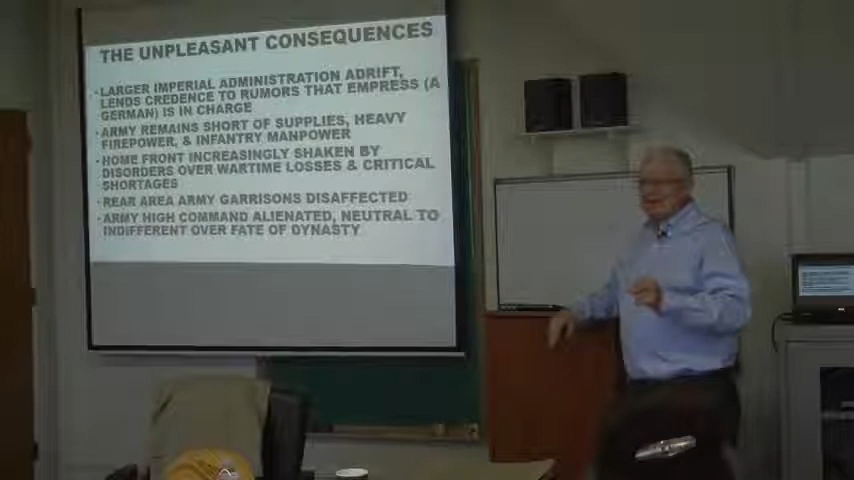 THE UNPLEASANT CONSEQUENCES
• LARGER IMPERIAL ADMINISTRATION ADRIFT,
LENDS CREDENCE TO RUMORS THAT EMPRESS (A
GERMAN) IS IN CHARGE
• ARMY REMAINS SHORT OF SUPPLIES, HEAVY
FIREPOWER, & INFANTRY MANPOWER
• HOME FRONT INCREASINGLY SHAKEN BY
DISORDERS OVER WARTIME LOSSES & CRITICAL
SHORTAGES
• REAR AREA ARMY GARRISONS DISAFFECTED
• ARMY HIGH COMMAND ALIENATED, NEUTRAL TO
INDIFFERENT OVER FATE OF DYNASTY